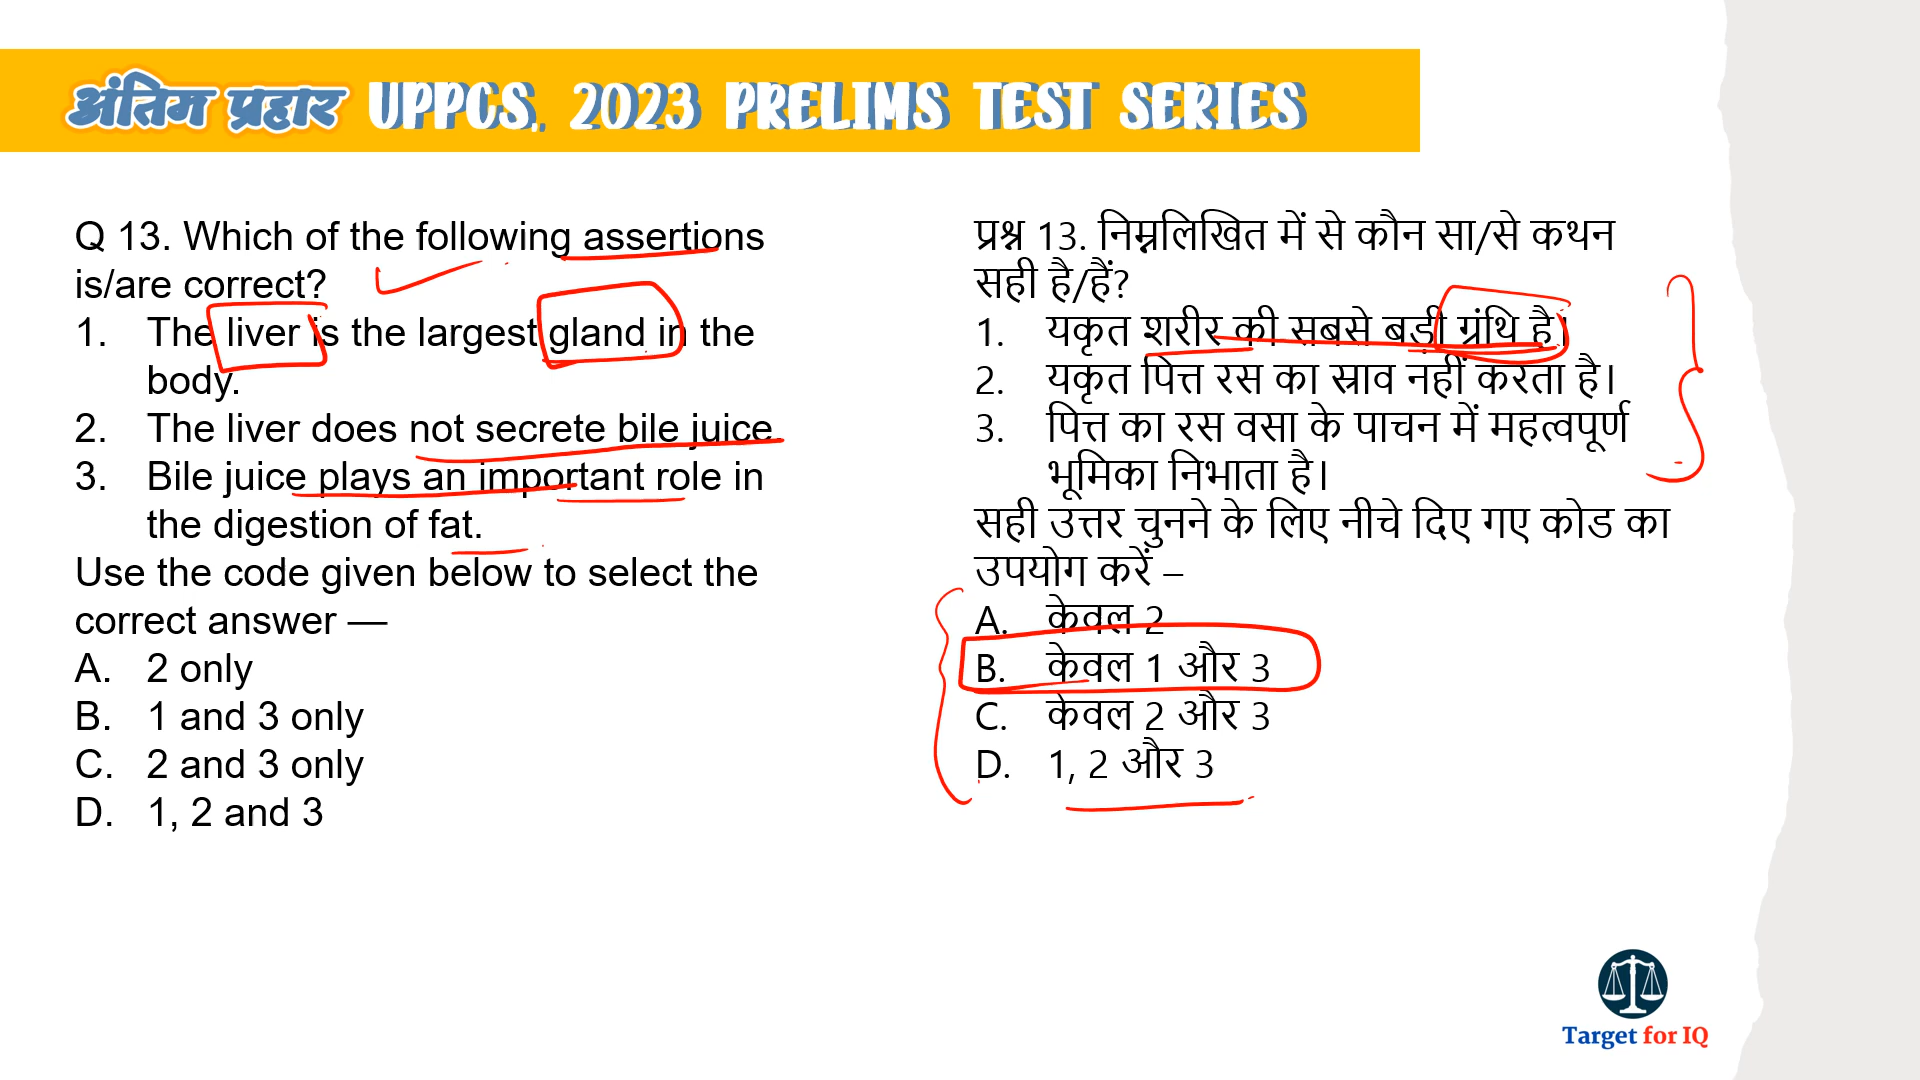 अंतिम प्रहार UPPCS, 2023 PRELIMS TEST SERIES
Q 13. Which of the following assertions
is/are correct?
1. The liver is the largest gland in the
body.
2. The liver does not secrete bile juice.
3. Bile juice plays an important role in
the digestion of fat.
Use the code given below to select the
correct answer —
A. 2 only
B. 1 and 3 only
C. 2 and 3 only
D. 1, 2 and 3
प्रश्न 13. निम्नलिखित में से कौन सा/से कथन
सही है/हैं?
1. यकृत शरीर की सबसे बड़ी ग्रंथि है।
2. यकृत पित्त रस का स्राव नहीं करता है।
3. पित्त का रस वसा के पाचन में महत्वपूर्ण
भूमिका निभाता है।
सही उत्तर चुनने के लिए नीचे दिए गए कोड का
उपयोग करें –
A. केवल 2
B. केवल 1 और 3
C. केवल 2 और 3
D. 1, 2 और 3
Target for IQ